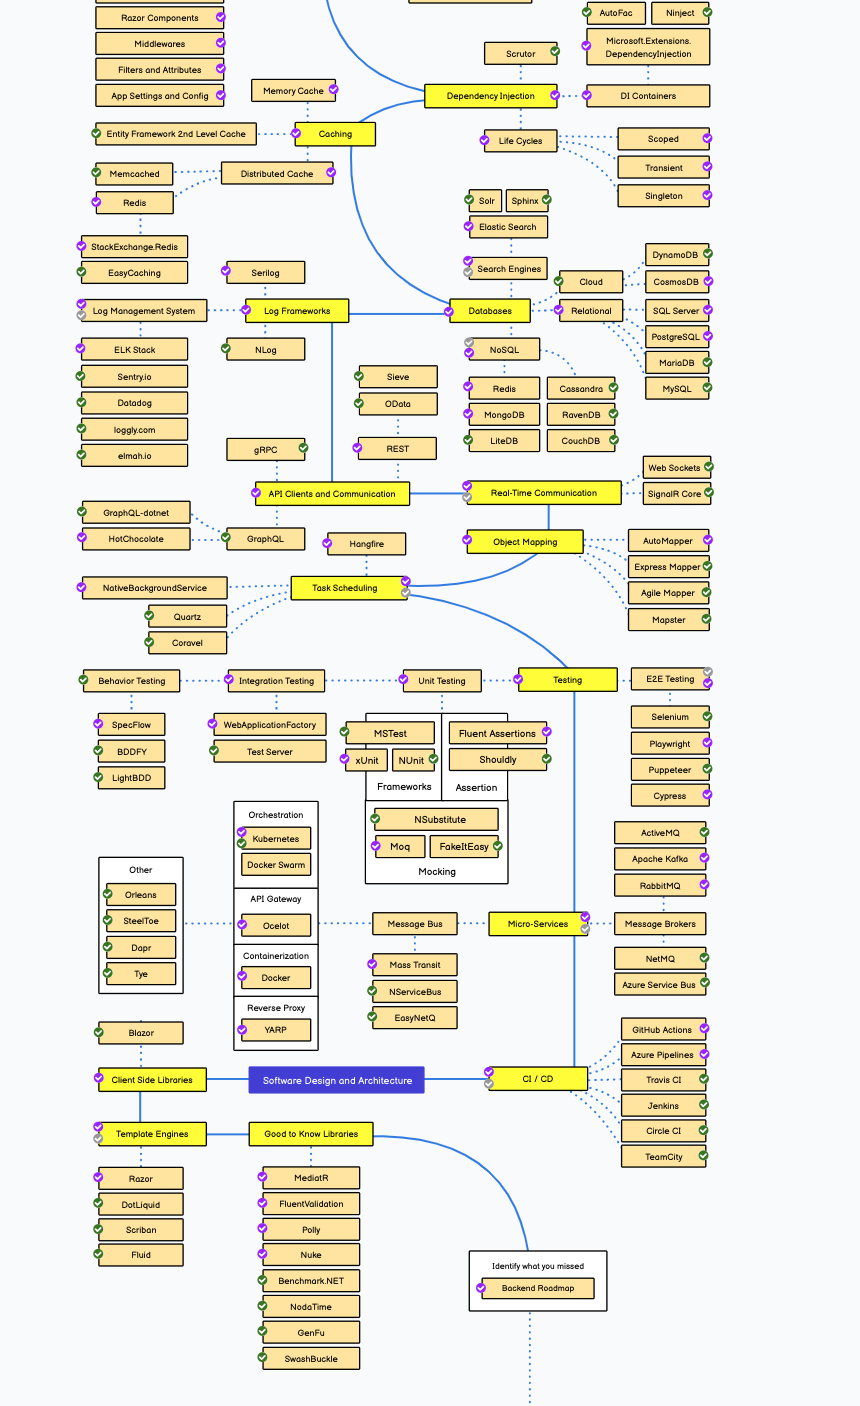 Razor Components
Middlewares
Filters and Attributes
App Settings and Config
AutoFac
Ninject
Microsoft.Extensions.
DependencyInjection
Scrutor
Dependency Injection
DI Containers
Memory Cache
Caching
Entity Framework 2nd Level Cache
Life Cycles
Scoped
Transient
Singleton
Memcached
Distributed Cache
Redis
StackExchange.Redis
EasyCaching
Solr
Sphinx
Elastic Search
Search Engines
Serilog
Log Management System
Log Frameworks
NLog
Databases
Cloud
Relational
DynamoDB
CosmosDB
SQL Server
PostgreSQL
MariaDB
MySQL
NoSQL
Redis
Cassandra
MongoDB
RavenDB
LiteDB
CouchDB
ELK Stack
Sentry.io
Datadog
loggly.com
elmah.io
Sieve
OData
REST
gRPC
API Clients and Communication
Real-Time Communication
Web Sockets
SignalR Core
GraphQL-dotnet
HotChocolate
GraphQL
Hangfire
Object Mapping
AutoMapper
Express Mapper
Agile Mapper
Mapster
NativeBackgroundService
Task Scheduling
Quartz
Coravel
Behavior Testing
Integration Testing
Unit Testing
Testing
E2E Testing
SpecFlow
BDDFY
LightBDD
WebApplicationFactory
Test Server
MSTest
Fluent Assertions
xUnit
NUnit
Shouldly
Frameworks
Assertion
NSubstitute
Moq
FakeItEasy
Mocking
Selenium
Playwright
Puppeteer
Cypress
Orchestration
Kubernetes
Docker Swarm
API Gateway
Ocelot
Containerization
Docker
Reverse Proxy
YARP
Other
Orleans
SteelToe
Dapr
Tye
Message Bus
Mass Transit
NServiceBus
EasyNetQ
Micro-Services
ActiveMQ
Apache Kafka
RabbitMQ
Message Brokers
NetMQ
Azure Service Bus
Blazor
Client Side Libraries
Software Design and Architecture
CI / CD
GitHub Actions
Azure Pipelines
Travis CI
Jenkins
Circle CI
TeamCity
Template Engines
Good to Know Libraries
Razor
DotLiquid
Scriban
Fluid
MediatR
FluentValidation
Polly
Nuke
Benchmark.NET
NodaTime
GenFu
SwashBuckle
Identify what you missed
Backend Roadmap